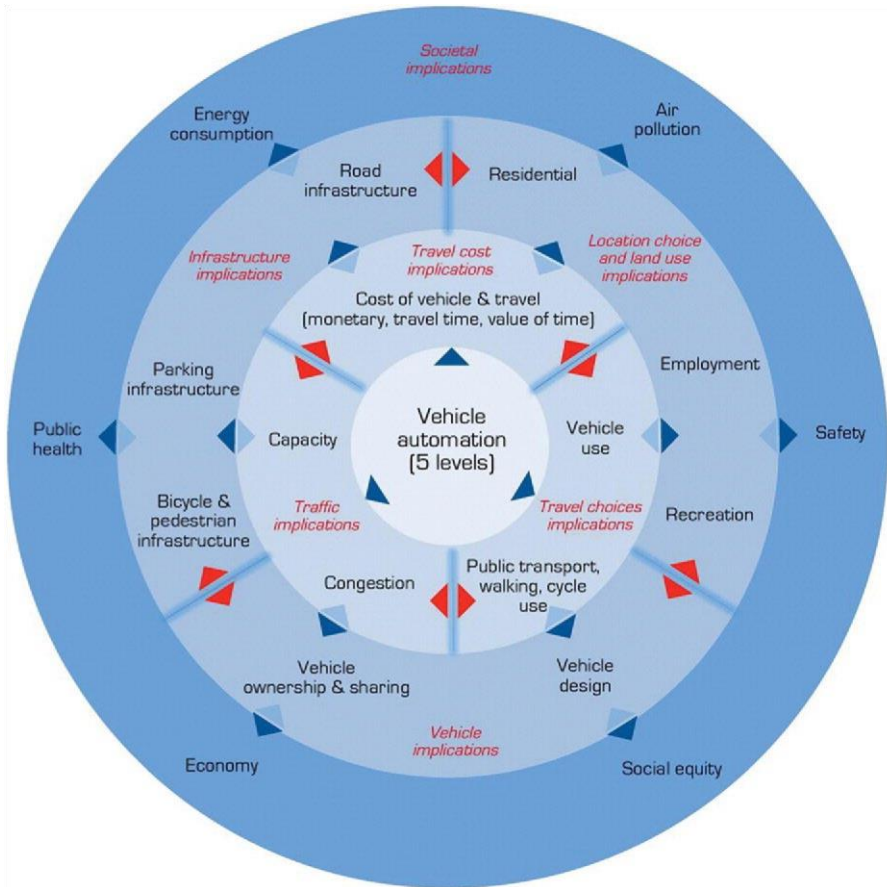 Societal
implications
Energy
consumption
Air
pollution
Road
infrastructure
Residential
Infrastructure
implications
Travel cost
implications
Location choice
and land use
implications
Cost of vehicle & travel
(monetary, travel time, value of time)
Parking
infrastructure
Employment
Public
health
Capacity
Vehicle
automation
(5 levels)
Vehicle
use
Safety
Bicycle &
pedestrian
infrastructure
Traffic
implications
Travel choices
implications
Recreation
Congestion
Public transport,
walking, cycle
use
Vehicle
ownership & sharing
Vehicle
design
Vehicle
implications
Economy
Social equity